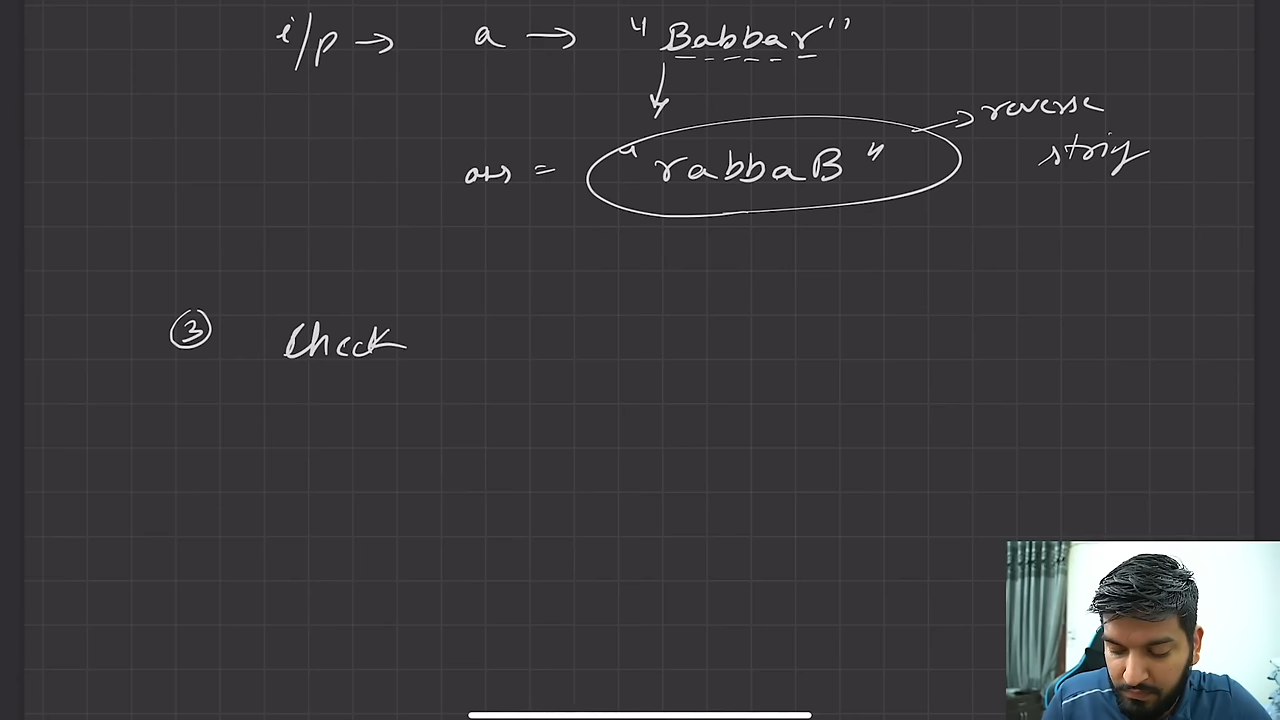 i/p → a → "Babbar"
ans = "rabbaB" → reverse
string
③ Check